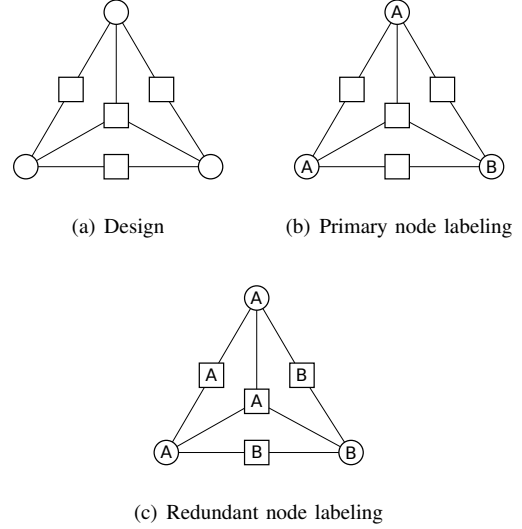 A
A B
(a) Design (b) Primary node labeling
A
A B
A
A B B
(c) Redundant node labeling